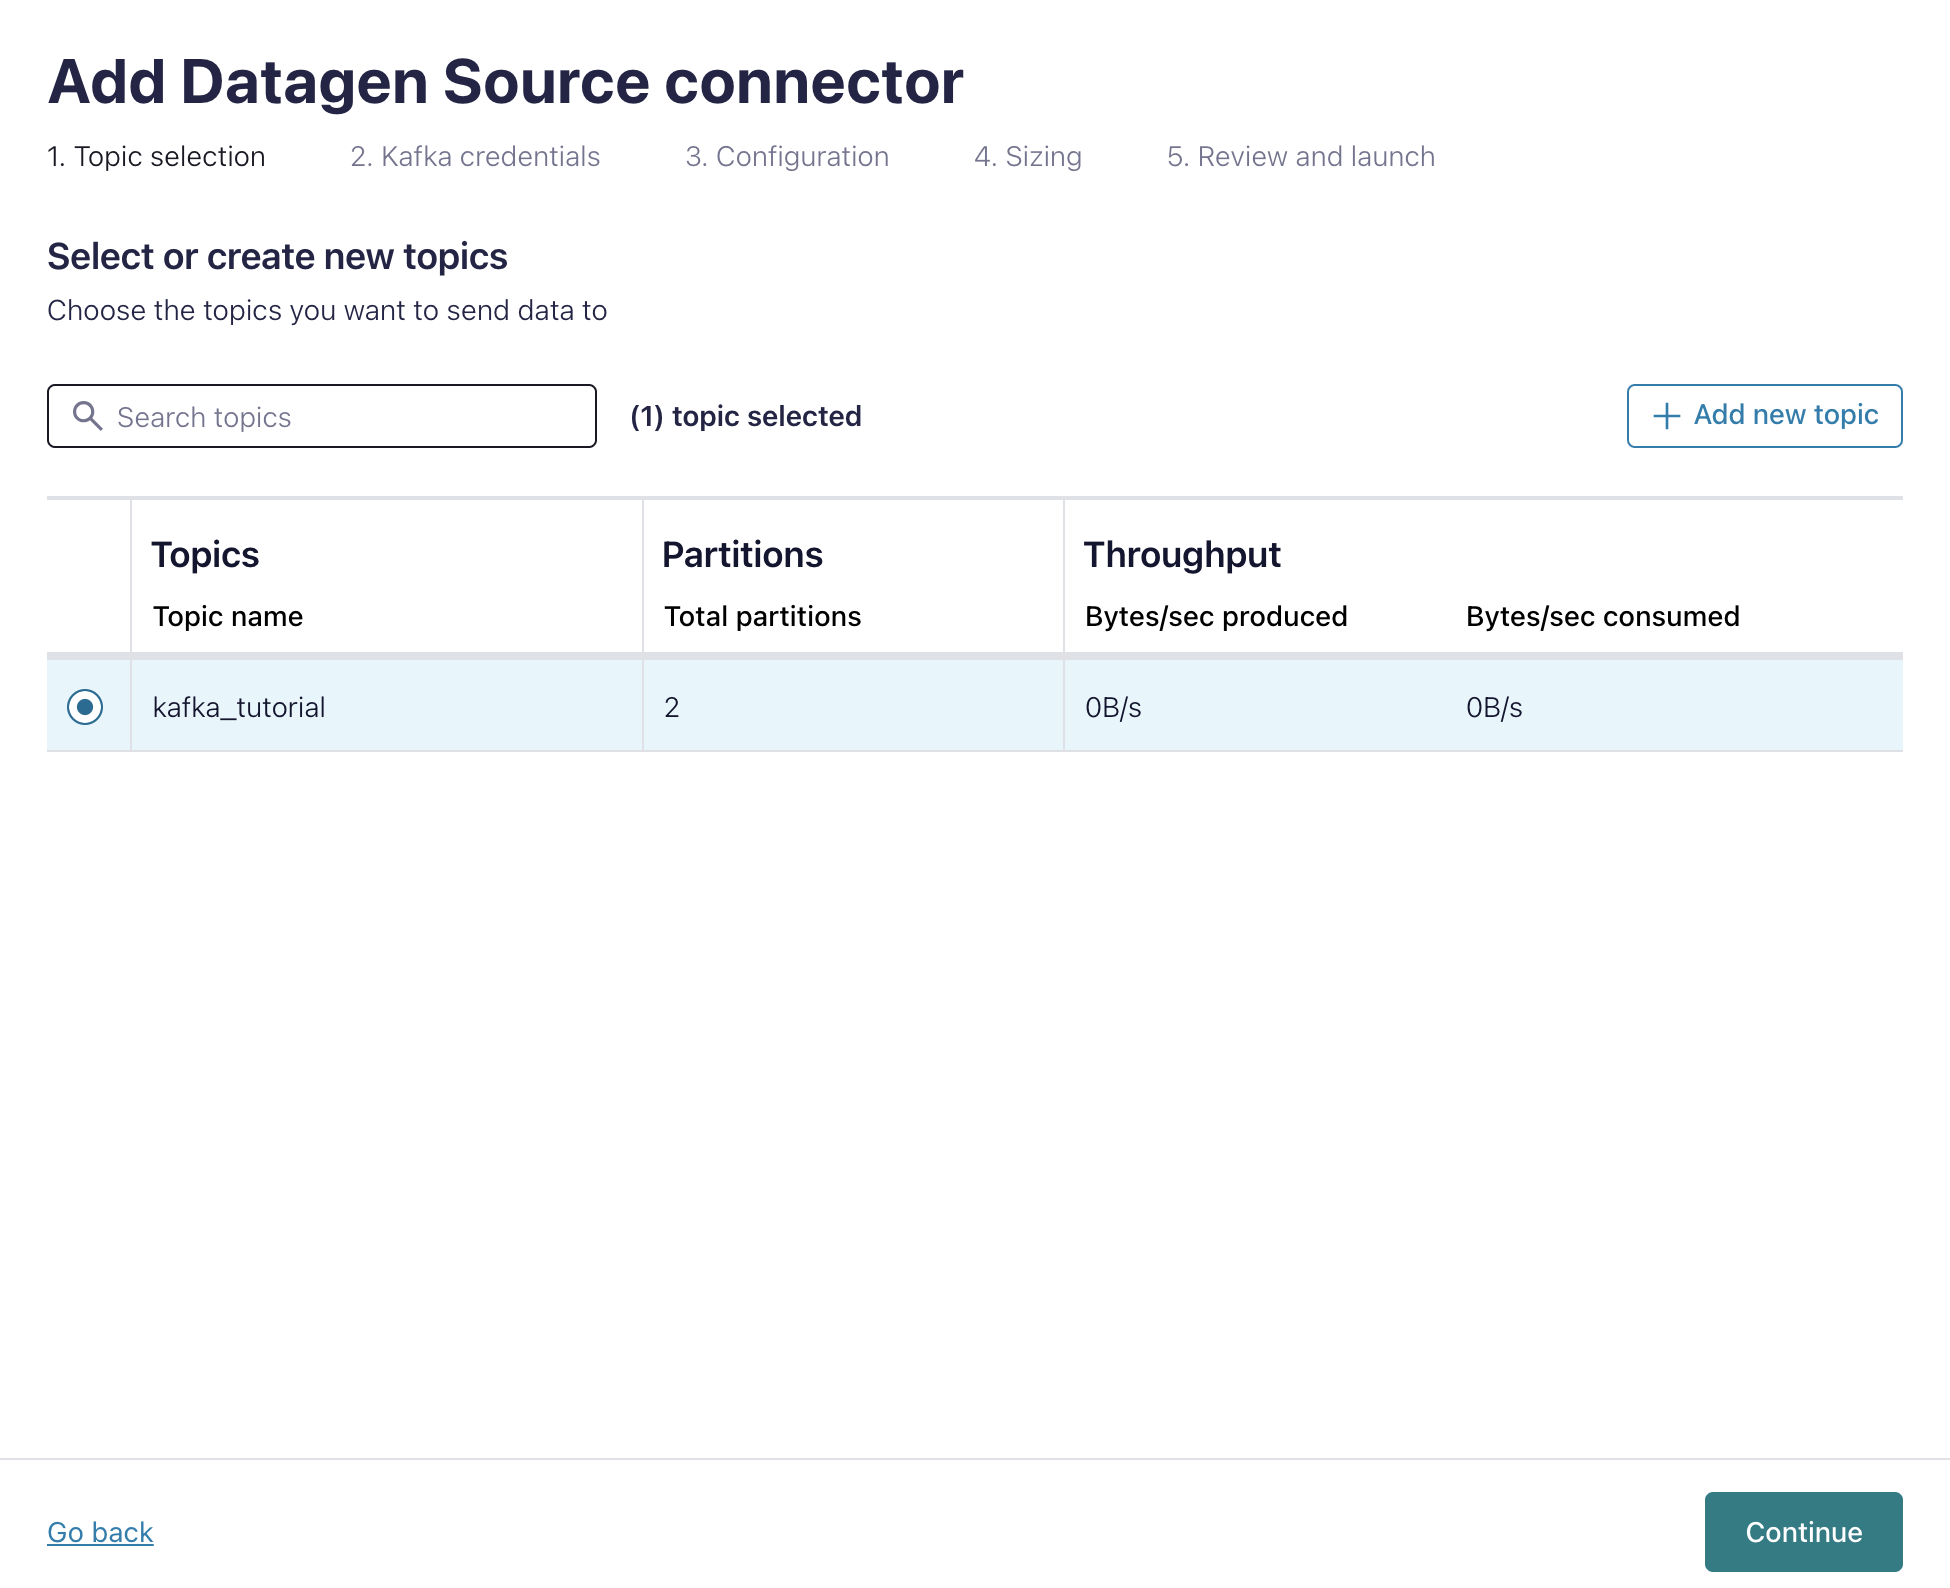 Add Datagen Source connector
1. Topic selection 2. Kafka credentials 3. Configuration 4. Sizing 5. Review and launch
Select or create new topics
Choose the topics you want to send data to
Search topics (1) topic selected Add new topic
Topics Partitions Throughput
Topic name Total partitions Bytes/sec produced Bytes/sec consumed
kafka_tutorial 2 0B/s 0B/s
Go back Continue